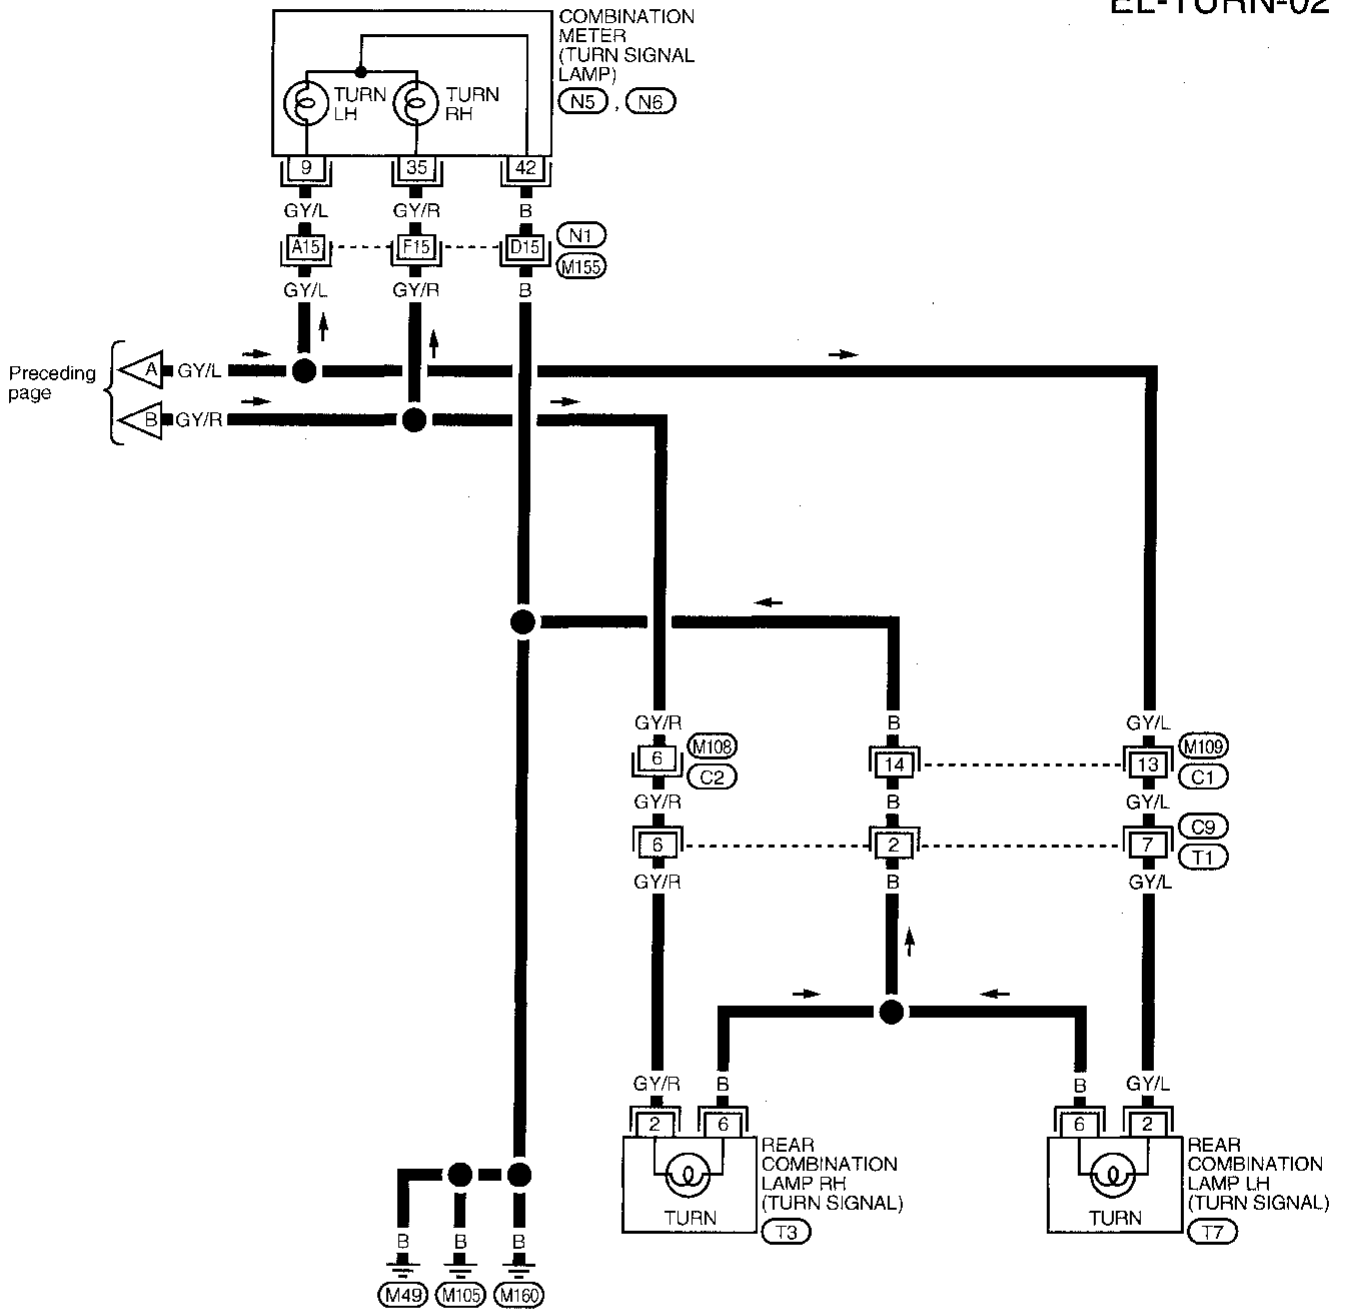 EL-TURN-02
COMBINATION
METER
(TURN SIGNAL
LAMP)
N5 , N6
TURN
LH
TURN
RH
9 35 42
GY/L GY/R B
A15 F15 D15
N1
M155
GY/L GY/R B
Preceding
page
A GY/L
B GY/R
GY/R B GY/L
6 M108 14 13 M109
C2 C1
GY/R B GY/L
6 2 7 C9
T1
GY/R B GY/L
GY/R B B GY/L
2 6 6 2
REAR
COMBINATION
LAMP RH
(TURN SIGNAL)
TURN
T3
REAR
COMBINATION
LAMP LH
(TURN SIGNAL)
TURN
T7
B B B
M49 M105 M160